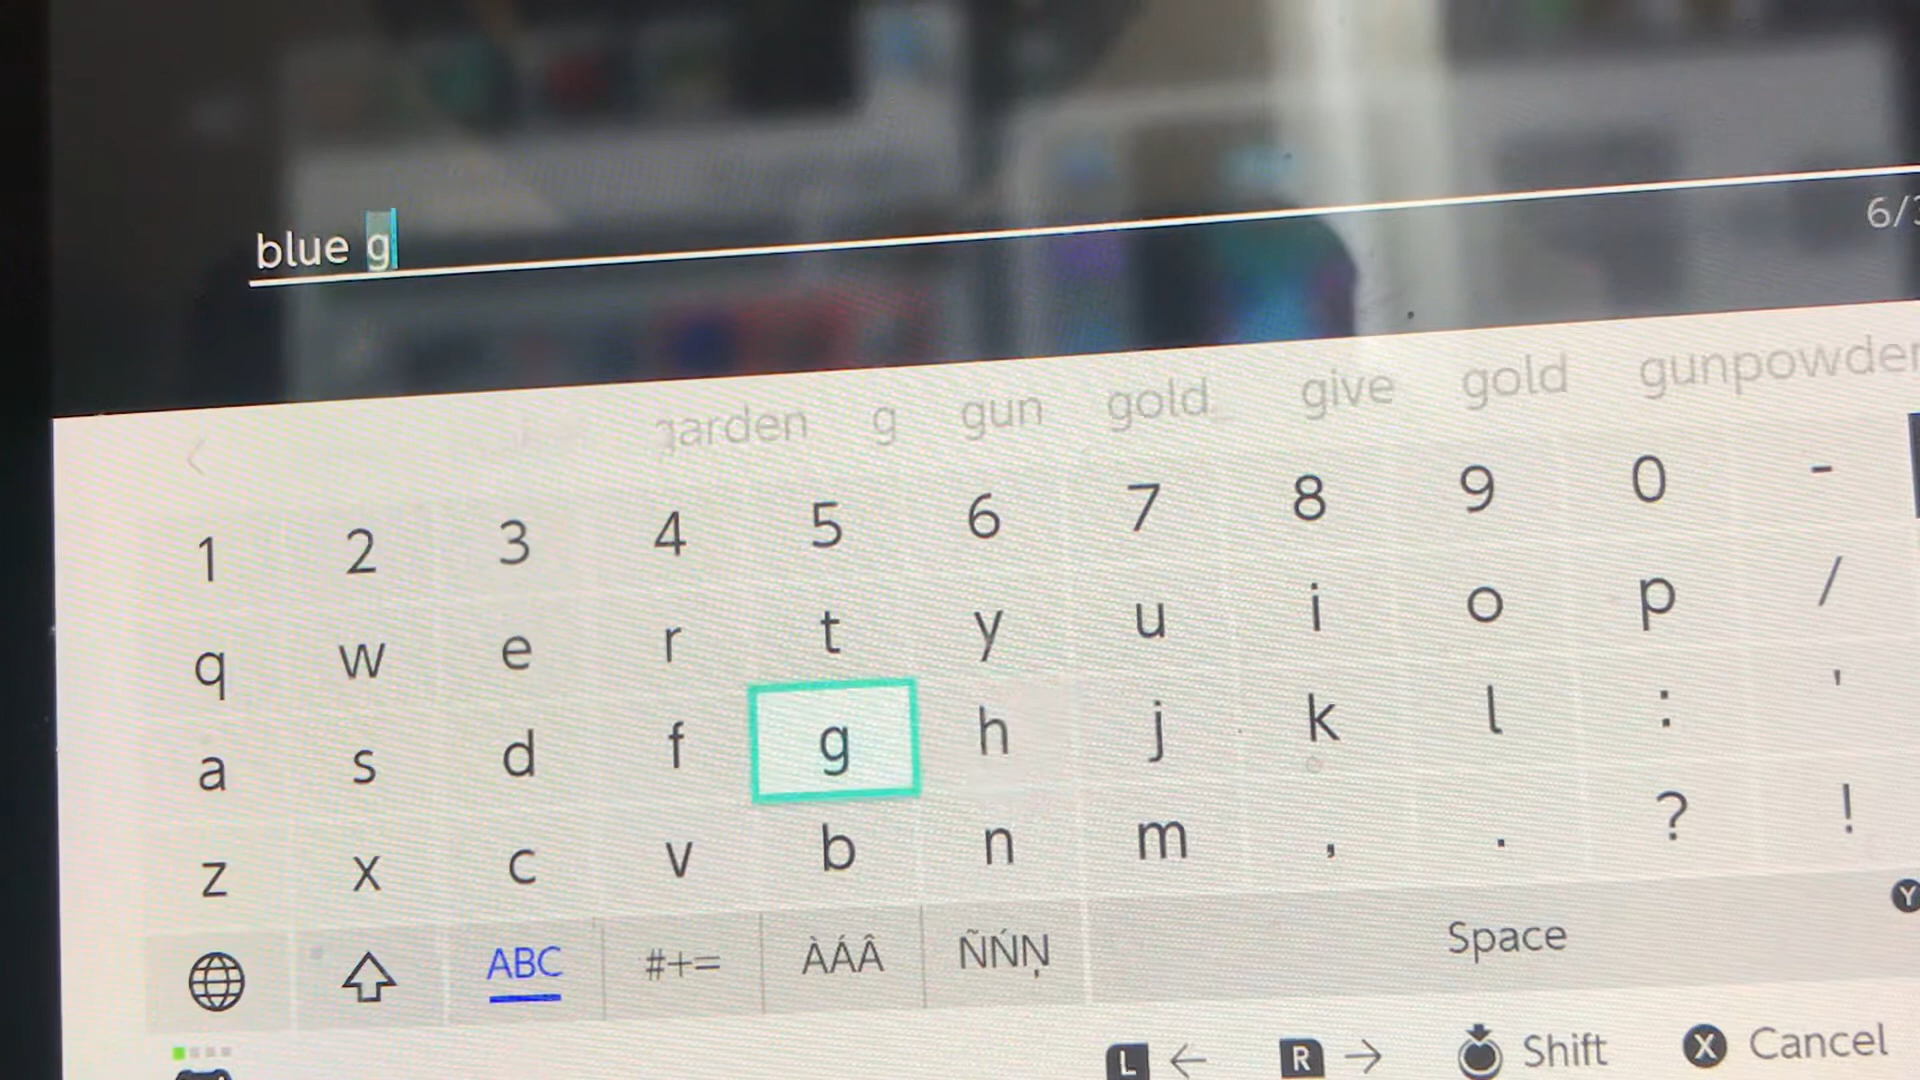 blue g
garden g gun gold give gold gunpowder
1 2 3 4 5 6 7 8 9 0 -
q w e r t y u i o p /
a s d f g h j k l : '
z x c v b n m , . ? !
ABC #+= ÀÁÂ ÑŃŅ Space Y
L ← R → Shift X Cancel